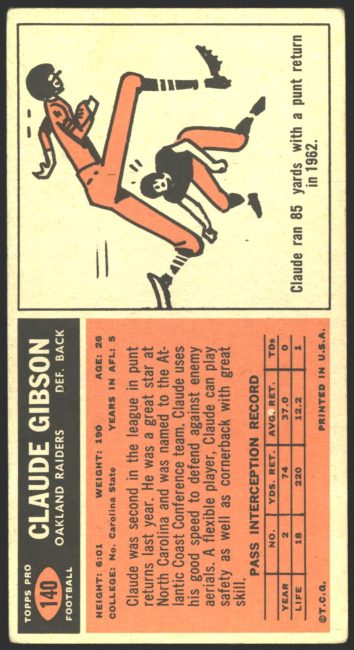 TOPPS PRO
140
FOOTBALL
CLAUDE GIBSON
OAKLAND RAIDERS DEF. BACK
HEIGHT: 6-01 WEIGHT: 190 AGE: 26
COLLEGE: No. Carolina State YEARS IN AFL: 5
Claude was second in the league in punt
returns last year. He was a great star at
North Carolina and was named to the At-
lantic Coast Conference team. Claude uses
his good speed to defend against enemy
aerials. A flexible player, Claude can play
safety as well as cornerback with great
skill.
PASS INTERCEPTION RECORD
NO. YDS. RET. AVG. RET. TDs
YEAR 2 74 37.0 0
LIFE 18 220 12.2 1
©T.C.G. PRINTED IN U.S.A.
Claude ran 85 yards with a punt return
in 1962.